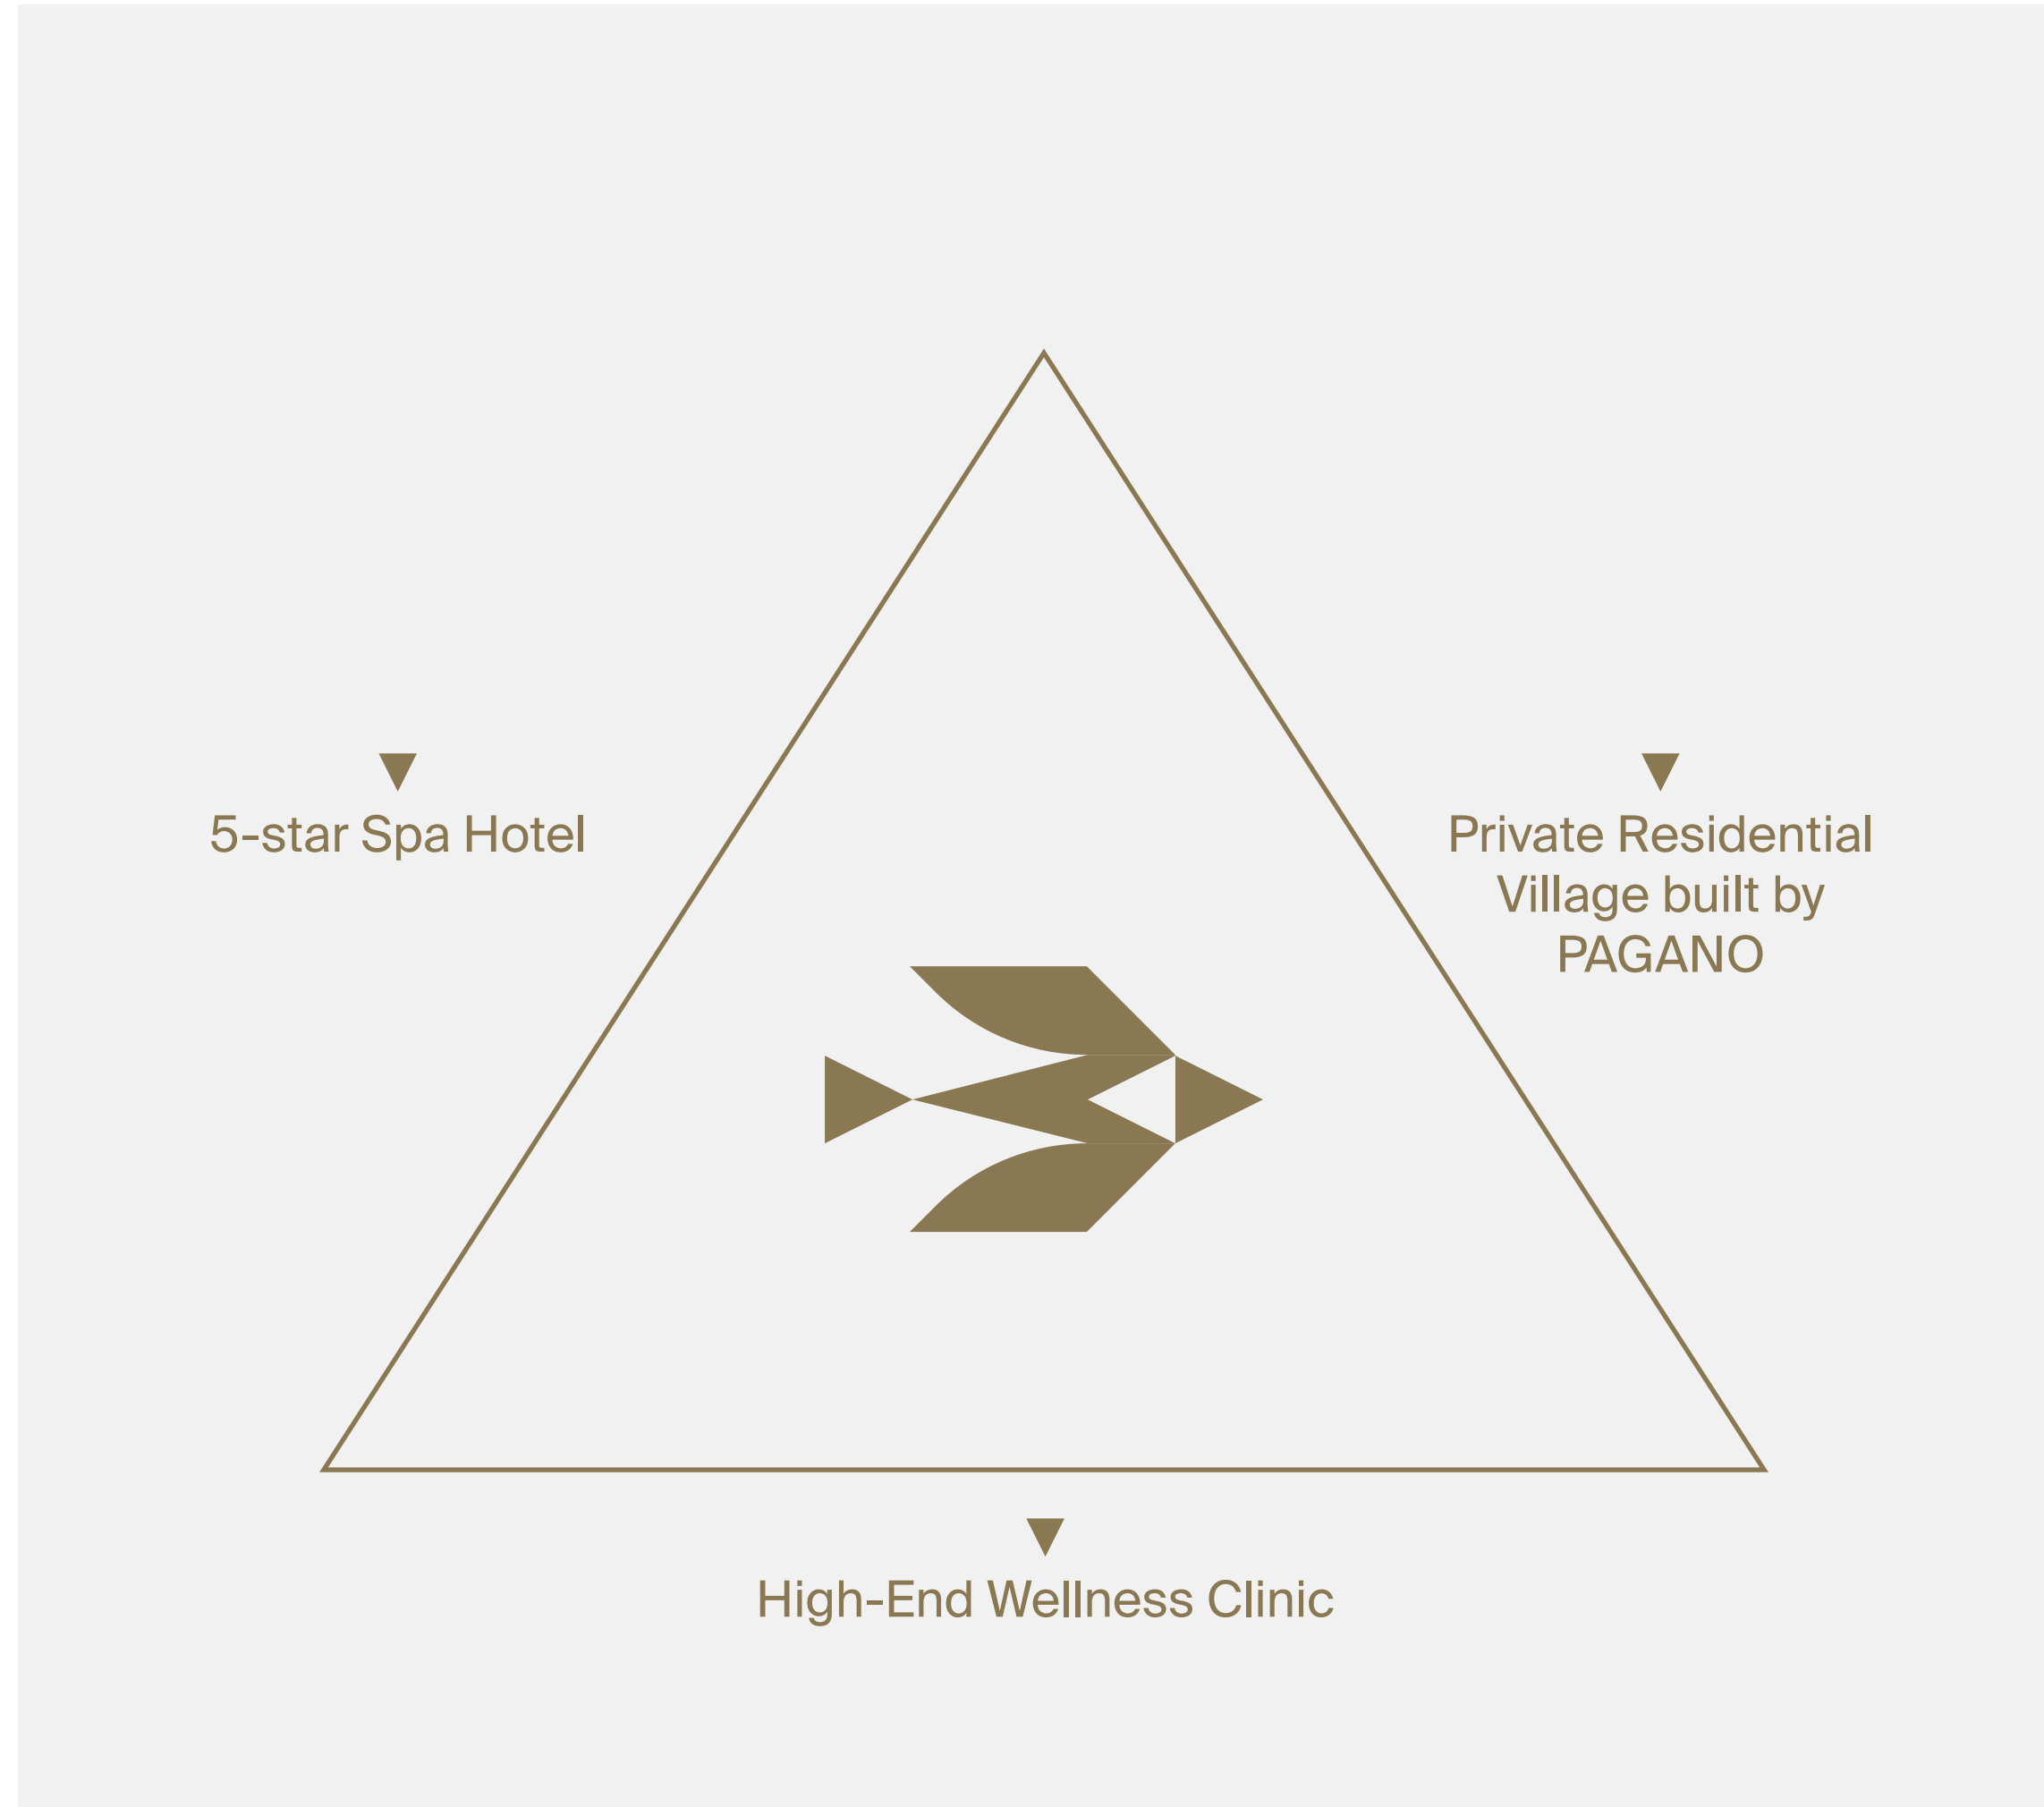 5-star Spa Hotel
Private Residential
Village built by
PAGANO
High-End Wellness Clinic